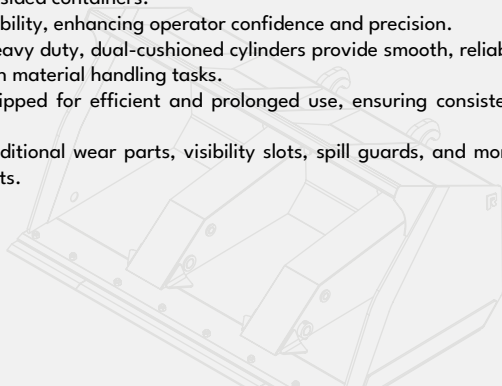 sided containers.
bility, enhancing operator confidence and precision.
eavy duty, dual-cushioned cylinders provide smooth, reliab
n material handling tasks.
ipped for efficient and prolonged use, ensuring consiste
ditional wear parts, visibility slots, spill guards, and mor
ts.